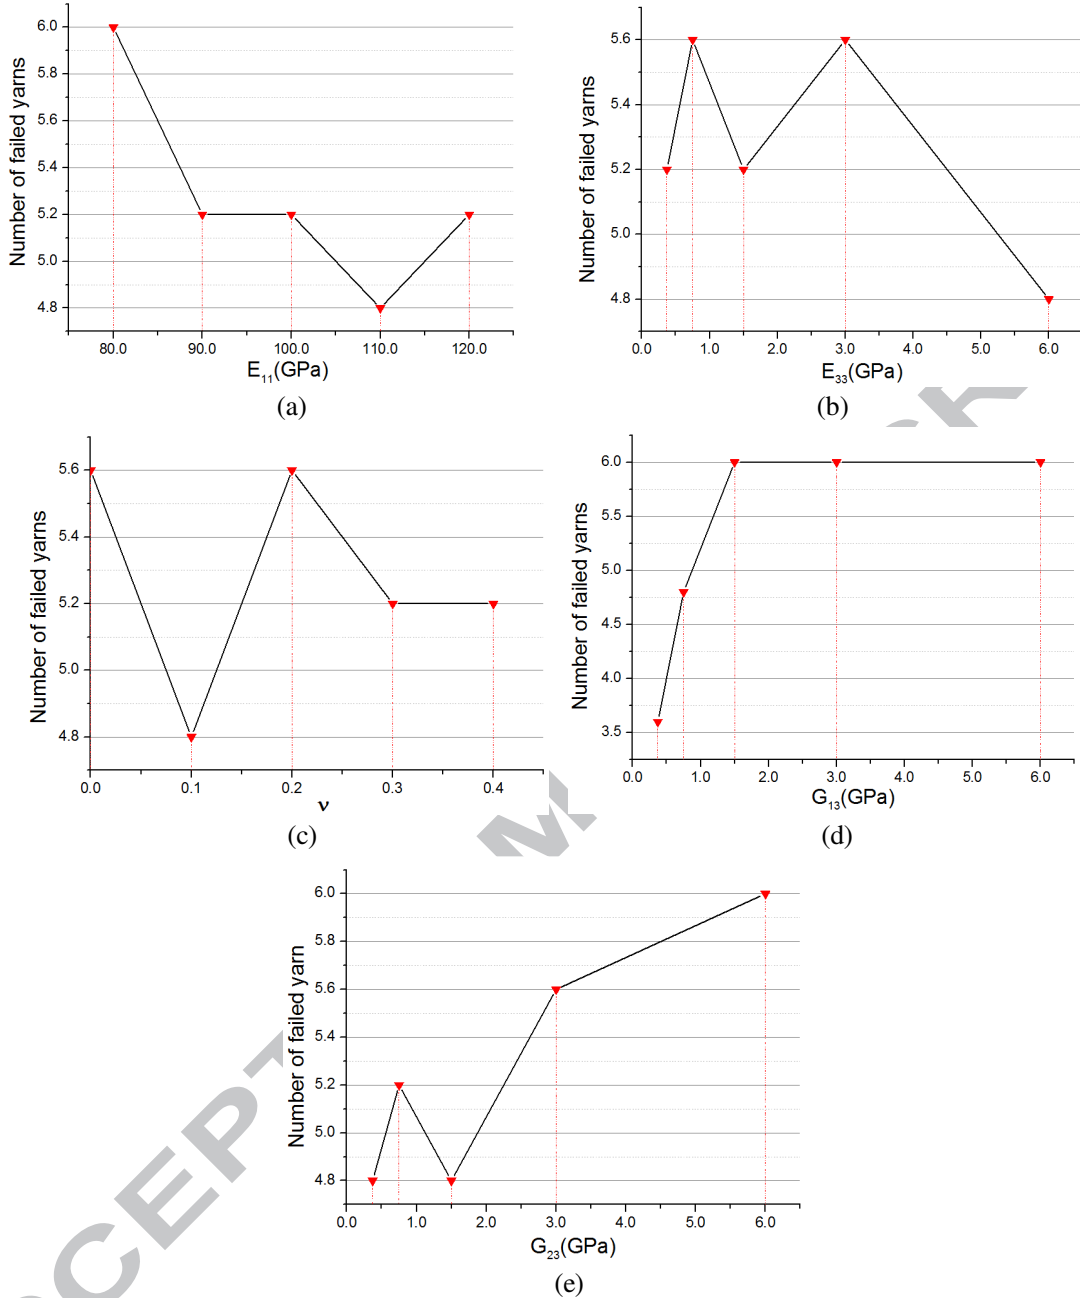 Number of failed yarns
6.0
5.8
5.6
5.4
5.2
5.0
4.8
80.0 90.0 100.0 110.0 120.0
E11(GPa)
(a)
Number of failed yarns
5.6
5.4
5.2
5.0
4.8
0.0 1.0 2.0 3.0 4.0 5.0 6.0
E33(GPa)
(b)
Number of failed yarns
5.6
5.4
5.2
5.0
4.8
0.0 0.1 0.2 0.3 0.4
ν
(c)
Number of failed yarns
6.0
5.5
5.0
4.5
4.0
3.5
0.0 1.0 2.0 3.0 4.0 5.0 6.0
G13(GPa)
(d)
Number of failed yarn
6.0
5.8
5.6
5.4
5.2
5.0
4.8
0.0 1.0 2.0 3.0 4.0 5.0 6.0
G23(GPa)
(e)